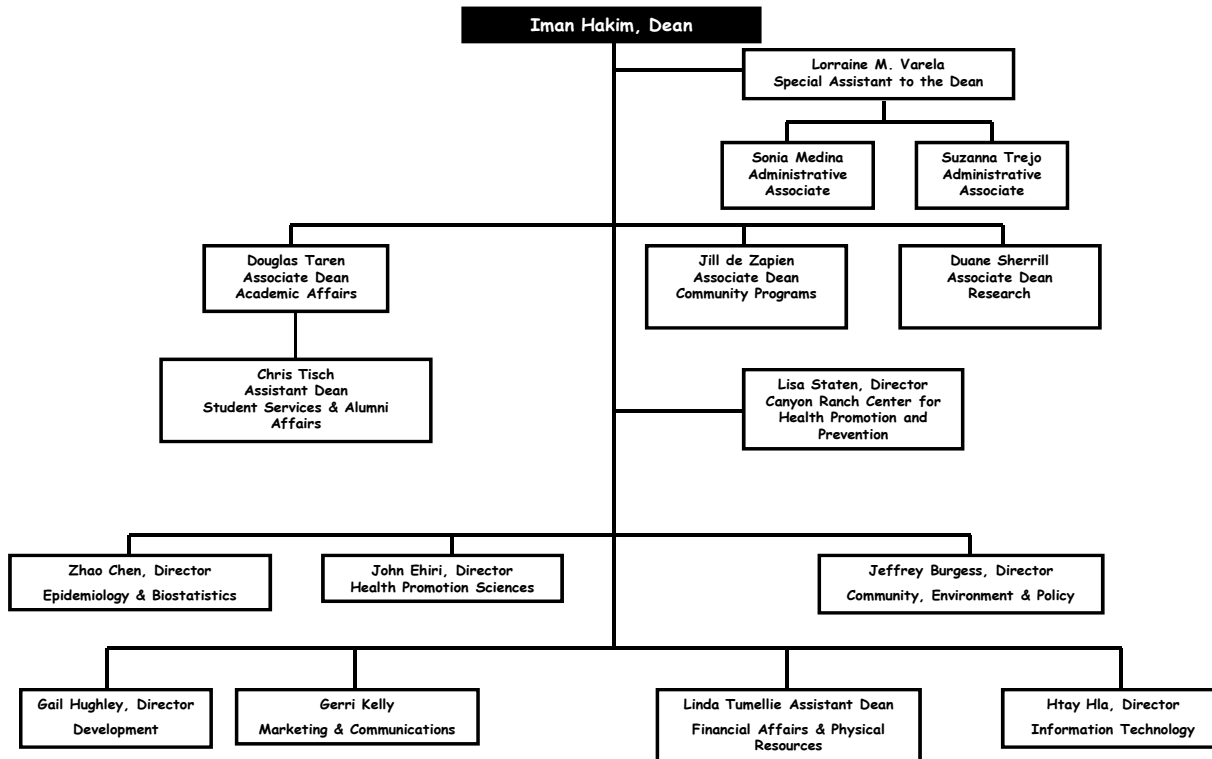 Iman Hakim, Dean
Lorraine M. Varela
Special Assistant to the Dean
Sonia Medina
Administrative
Associate
Suzanna Trejo
Administrative
Associate
Douglas Taren
Associate Dean
Academic Affairs
Jill de Zapien
Associate Dean
Community Programs
Duane Sherrill
Associate Dean
Research
Chris Tisch
Assistant Dean
Student Services & Alumni
Affairs
Lisa Staten, Director
Canyon Ranch Center for
Health Promotion and
Prevention
Zhao Chen, Director
Epidemiology & Biostatistics
John Ehiri, Director
Health Promotion Sciences
Jeffrey Burgess, Director
Community, Environment & Policy
Gail Hughley, Director
Development
Gerri Kelly
Marketing & Communications
Linda Tumellie Assistant Dean
Financial Affairs & Physical
Resources
Htay Hla, Director
Information Technology